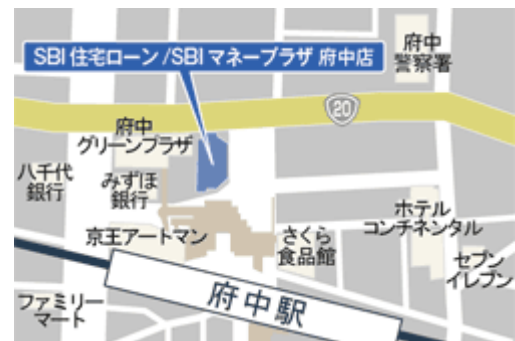 府中
警察署
SBI 住宅ローン /SBI マネープラザ 府中店
20
府中
グリーンプラザ
八千代
銀行
みずほ
銀行
ホテル
コンチネンタル
京王アートマン
さくら
食品館
セブン
イレブン
府中駅
ファミリー
マート